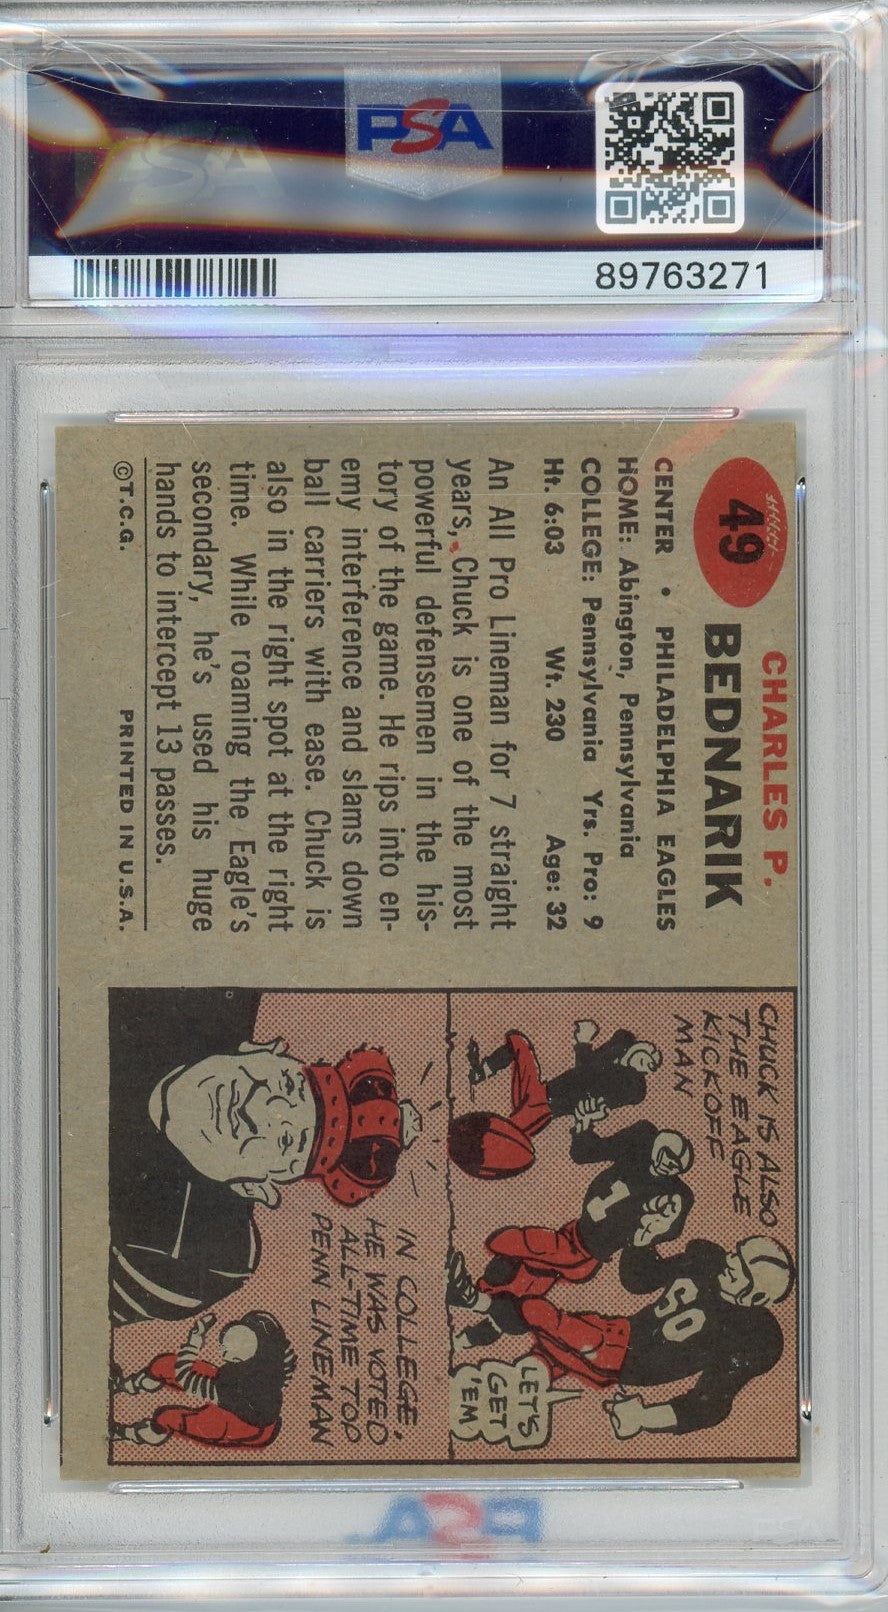 PSA
PSA
89763271
49
CHARLES P.
BEDNARIK
CENTER • PHILADELPHIA EAGLES
HOME: Abington, Pennsylvania
COLLEGE: Pennsylvania Yrs. Pro: 9
Ht. 6:03 Wt. 230 Age: 32
An All Pro Lineman for 7 straight
years, Chuck is one of the most
powerful defensemen in the his-
tory of the game. He rips into en-
emy interference and slams down
ball carriers with ease. Chuck is
also in the right spot at the right
time. While roaming the Eagle's
secondary, he's used his huge
hands to intercept 13 passes.
©T.C.G. PRINTED IN U.S.A.
CHUCK IS ALSO
THE EAGLE
KICKOFF
MAN
1
60
LET'S
GET
'EM
IN COLLEGE,
HE WAS VOTED
ALL-TIME TOP
PENN LINEMAN
PSA